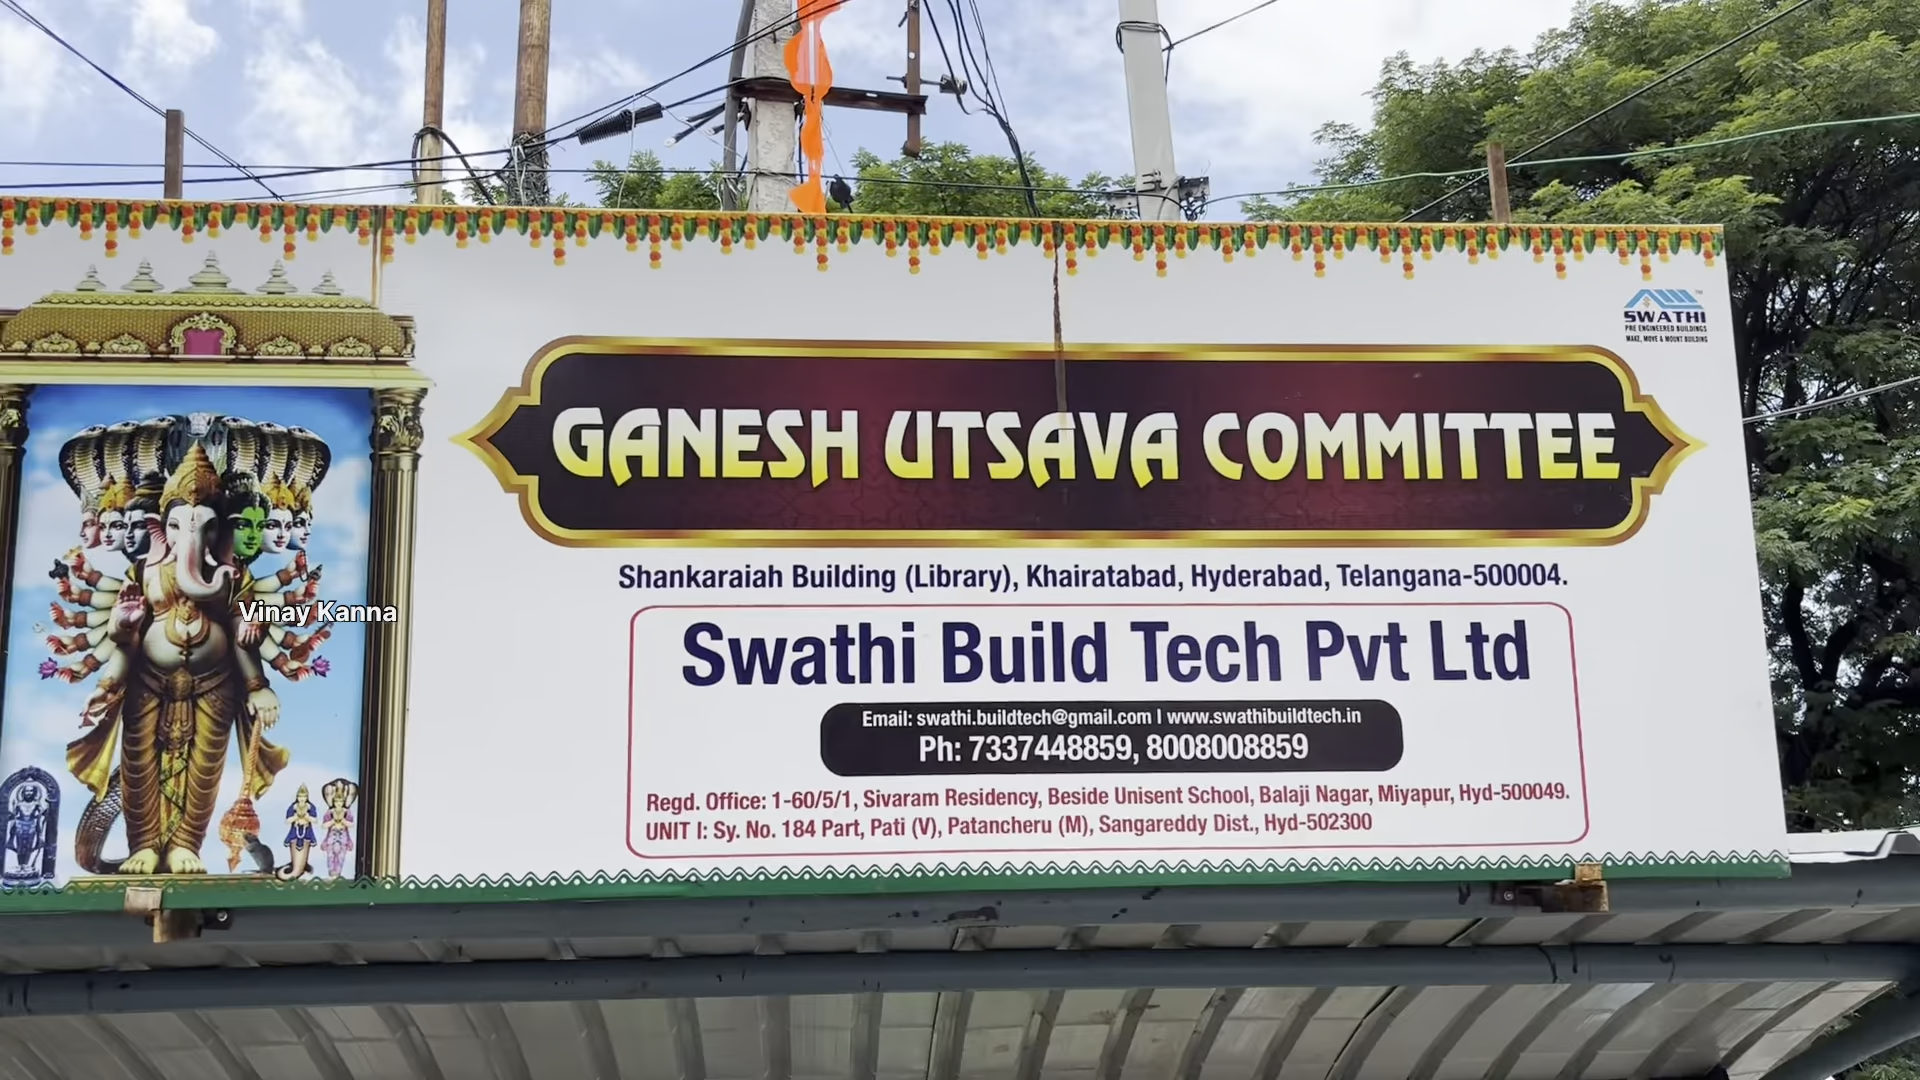 SWATHI
PRE ENGINEERED BUILDINGS
MAKE, MOVE & MOUNT BUILDING
GANESH UTSAVA COMMITTEE
Shankaraiah Building (Library), Khairatabad, Hyderabad, Telangana-500004.
Vinay Kanna
Swathi Build Tech Pvt Ltd
Email: swathi.buildtech@gmail.com | www.swathibuildtech.in
Ph: 7337448859, 8008008859
Regd. Office: 1-60/5/1, Sivaram Residency, Beside Unisent School, Balaji Nagar, Miyapur, Hyd-500049.
UNIT I: Sy. No. 184 Part, Pati (V), Patancheru (M), Sangareddy Dist., Hyd-502300